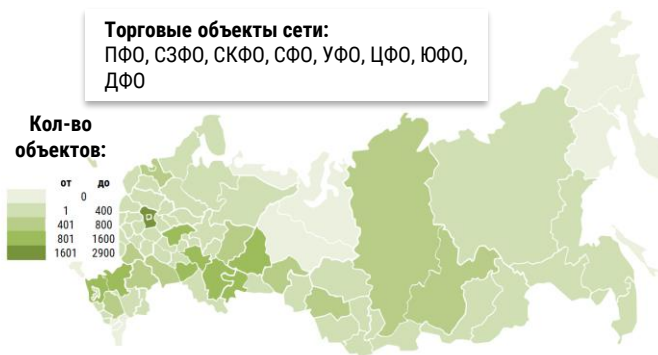 Торговые объекты сети:
ПФО, СЗФО, СКФО, СФО, УФО, ЦФО, ЮФО,
ДФО
Кол-во
объектов:
от до
0
1 400
401 800
801 1600
1601 2900